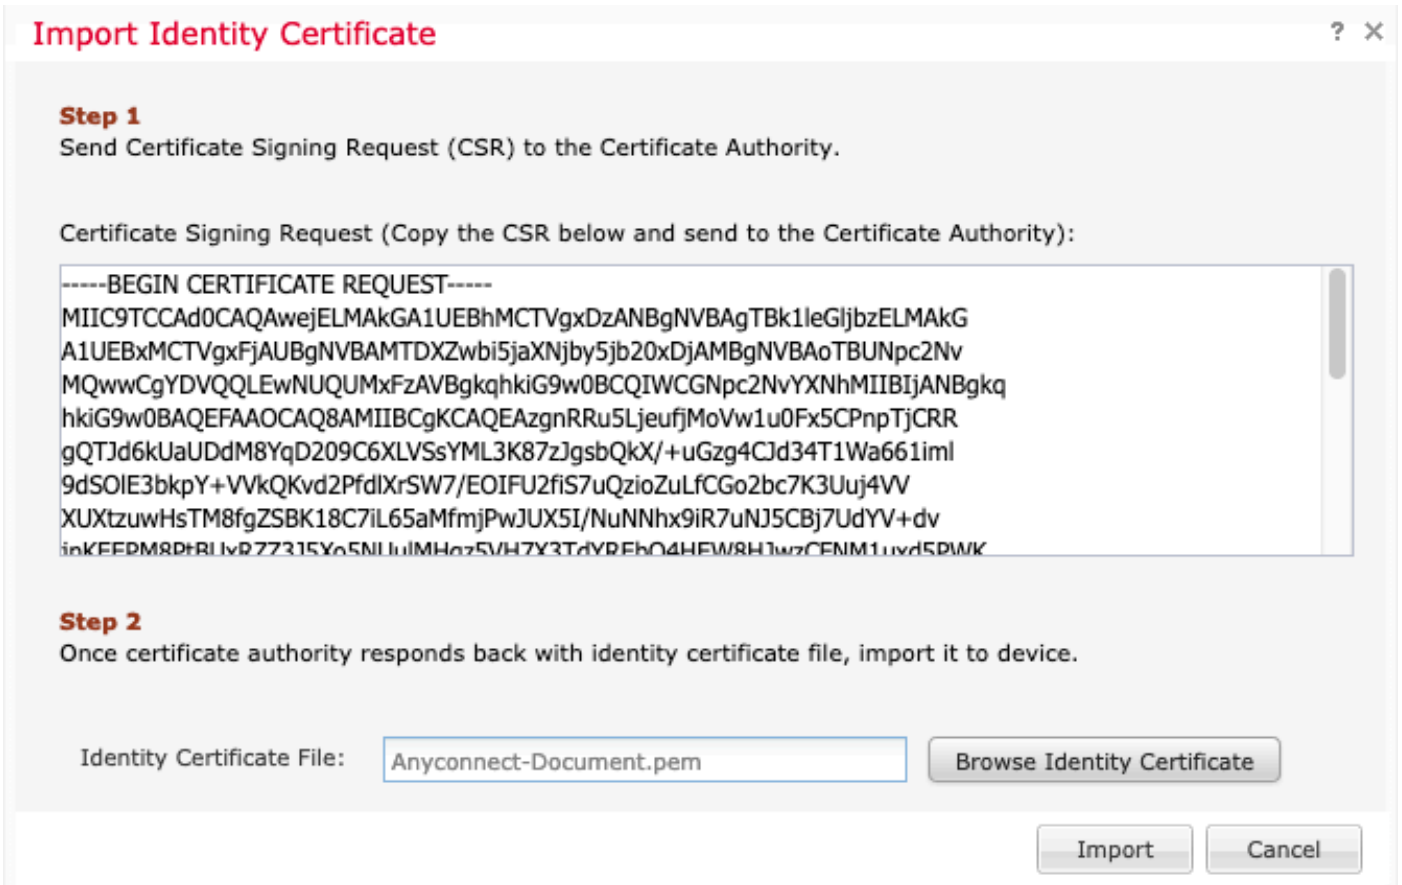 Import Identity Certificate
? ×
Step 1
Send Certificate Signing Request (CSR) to the Certificate Authority.
Certificate Signing Request (Copy the CSR below and send to the Certificate Authority):
-----BEGIN CERTIFICATE REQUEST-----
MIIC9TCCAd0CAQAwejELMAkGA1UEBhMCTVgxDzANBgNVBAgTBk1leGljbzELMAkG
A1UEBxMCTVgxFjAUBgNVBAMTDXZwbi5jaXNjby5jb20xDjAMBgNVBAoTBUNpc2Nv
MQwwCgYDVQQLEwNUQUMxFzAVBgkqhkiG9w0BCQIWCGNpc2NvYXNhMIIBIjANBgkq
hkiG9w0BAQEFAAOCAQ8AMIIBCgKCAQEAzgnRRu5LjeufjMoVw1u0Fx5CPnpTjCRR
gQTJd6kUaUDdM8YqD209C6XLVSsYML3K87zJgsbQkX/+uGzg4CJd34T1Wa661iml
9dSOlE3bkpY+VVkQKvd2PfdlXrSW7/EOIFU2fiS7uQzioZuLfCGo2bc7K3Uuj4VV
XUXtzuwHsTM8fgZSBK18C7iL65aMfmjPwJUX5I/NuNNhx9iR7uNJ5CBj7UdYV+dv
Step 2
Once certificate authority responds back with identity certificate file, import it to device.
Identity Certificate File:
Anyconnect-Document.pem
Browse Identity Certificate
Import
Cancel